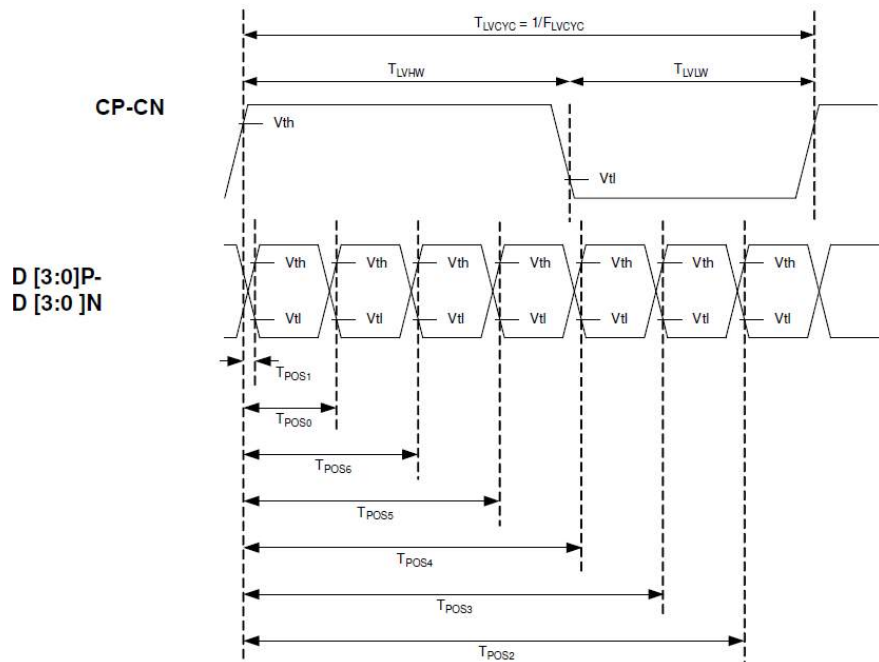 TLVCYC = 1/FLVCYC
TLVHW
TLVLW
CP-CN
Vth
Vtl
D [3:0]P-
D [3:0 ]N
Vth Vth Vth Vth Vth Vth Vth
Vtl Vtl Vtl Vtl Vtl Vtl Vtl
TPOS1
TPOS0
TPOS6
TPOS5
TPOS4
TPOS3
TPOS2